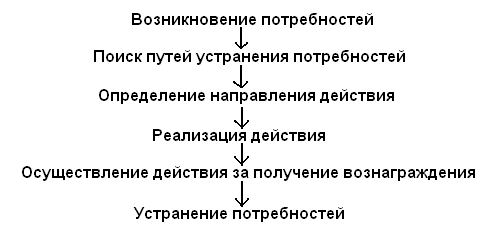 Возникновение потребностей
Поиск путей устранения потребностей
Определение направления действия
Реализация действия
Осуществление действия за получение вознаграждения
Устранение потребностей